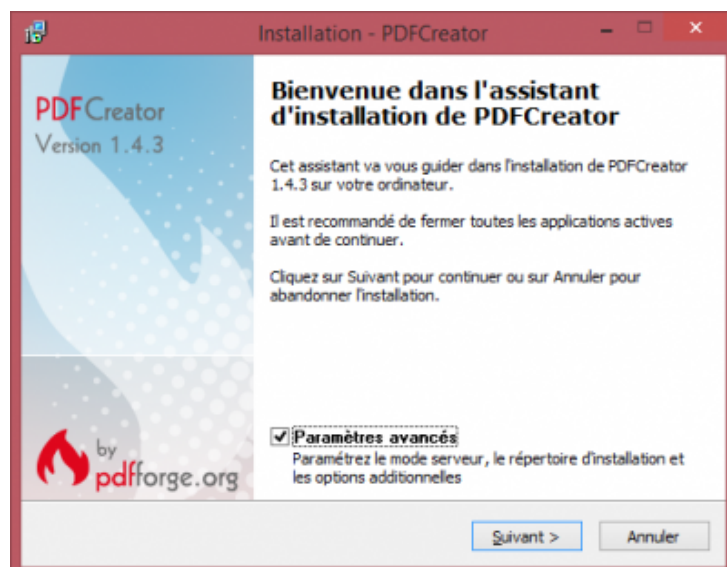 Installation - PDFCreator
PDFCreator
Version 1.4.3
Bienvenue dans l'assistant
d'installation de PDFCreator
Cet assistant va vous guider dans l'installation de PDFCreator
1.4.3 sur votre ordinateur.
Il est recommandé de fermer toutes les applications actives
avant de continuer.
Cliquez sur Suivant pour continuer ou sur Annuler pour
abandonner l'installation.
Paramètres avancés
Paramétrez le mode serveur, le répertoire d'installation et
les options additionnelles
by
pdfforge.org
Suivant >
Annuler